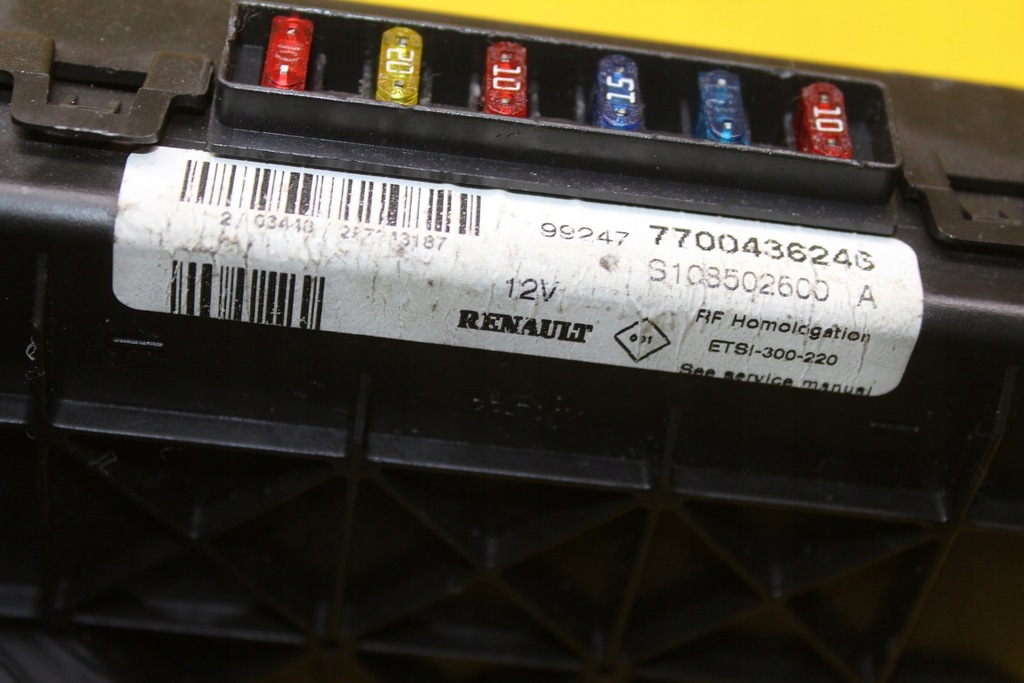 20
10
15
10
99247 7700436246
S108502600 A
12V
RENAULT
RF Homologation
ETSI-300-220
See service manual